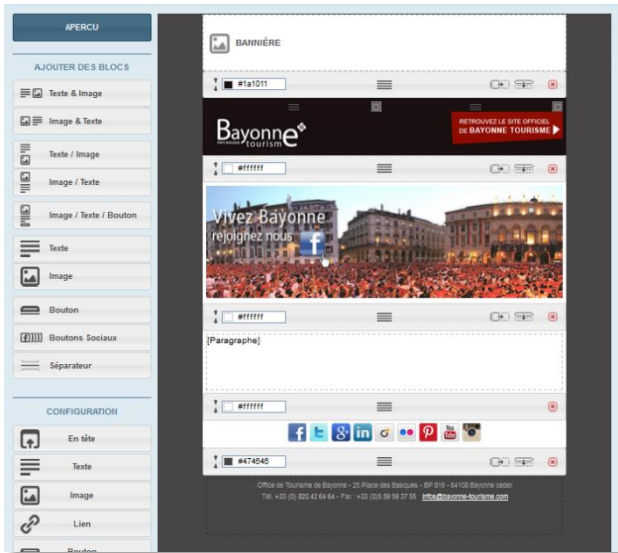 APERCU
AJOUTER DES BLOCS
Texte & Image
Image & Texte
Texte / Image
Image / Texte
Image / Texte / Bouton
Texte
Image
Bouton
Boutons Sociaux
Séparateur
CONFIGURATION
En tête
Texte
Image
Lien
Bouton
BANNIÈRE
#1a1011
Bayonne
tourisme
RETROUVEZ LE SITE OFFICIEL
DE BAYONNE TOURISME
#ffffff
Vivez Bayonne
rejoignez nous f
#ffffff
[Paragraphe]
#ffffff
You Tube
#474646
Office de Tourisme de Bayonne - 25 Place des Basques - BP 819 - 64108 Bayonne cedex
Tél. +33 (0) 820 42 64 64 - Fax : +33 (0)5 59 59 37 55 Infos@bayonne-tourisme.com